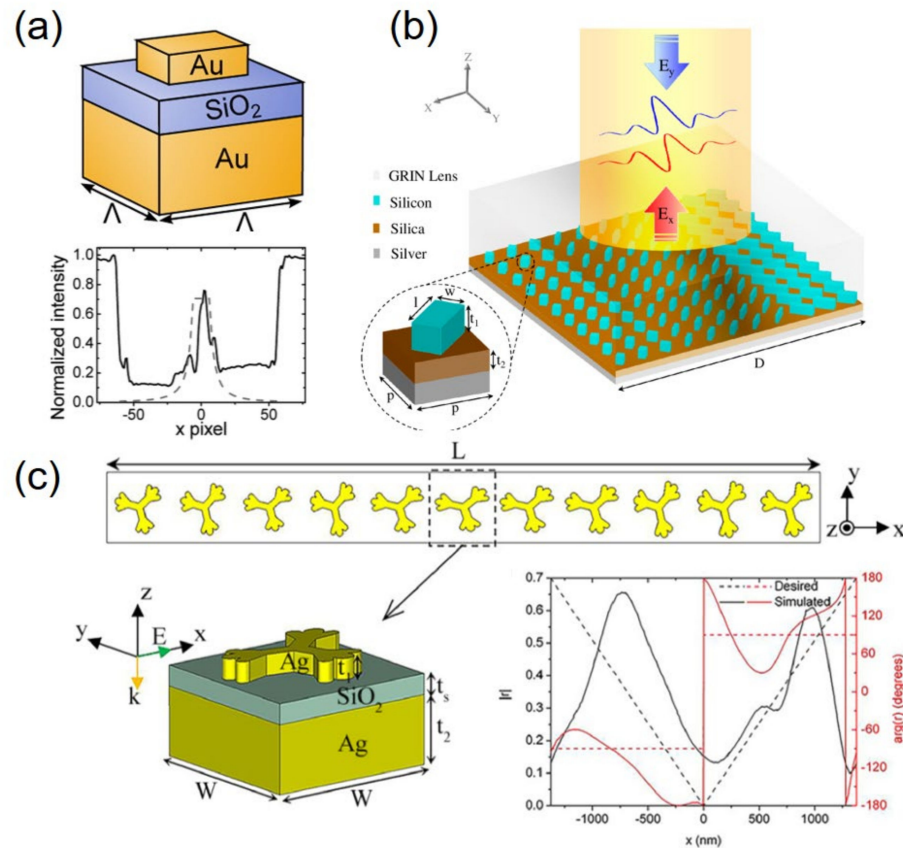 (a)
Au
SiO2
Au
Λ
Λ
1.0
0.8
0.6
0.4
0.2
0.0
Normalized intensity
-50
0
50
x pixel
(b)
Z
X
Y
Ey
Ex
GRIN Lens
Silicon
Silica
Silver
l
w
t1
t2
p
p
D
(c)
L
y
z
x
z
y
E
x
k
Ag
t1
SiO2
ts
Ag
t2
W
W
0.7
0.6
0.5
0.4
0.3
0.2
0.1
0.0
|r|
Desired
Simulated
180
120
60
0
-60
-120
-180
arg(r) (degrees)
-1000
-500
0
500
1000
x (nm)